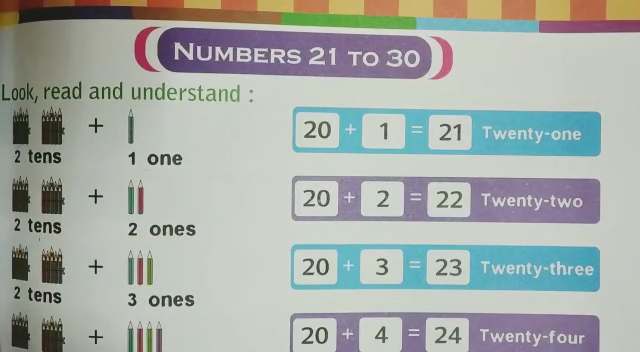 NUMBERS 21 TO 30
Look, read and understand :
+ 20 + 1 = 21 Twenty-one
2 tens 1 one
+ 20 + 2 = 22 Twenty-two
2 tens 2 ones
+ 20 + 3 = 23 Twenty-three
2 tens 3 ones
+ 20 + 4 = 24 Twenty-four